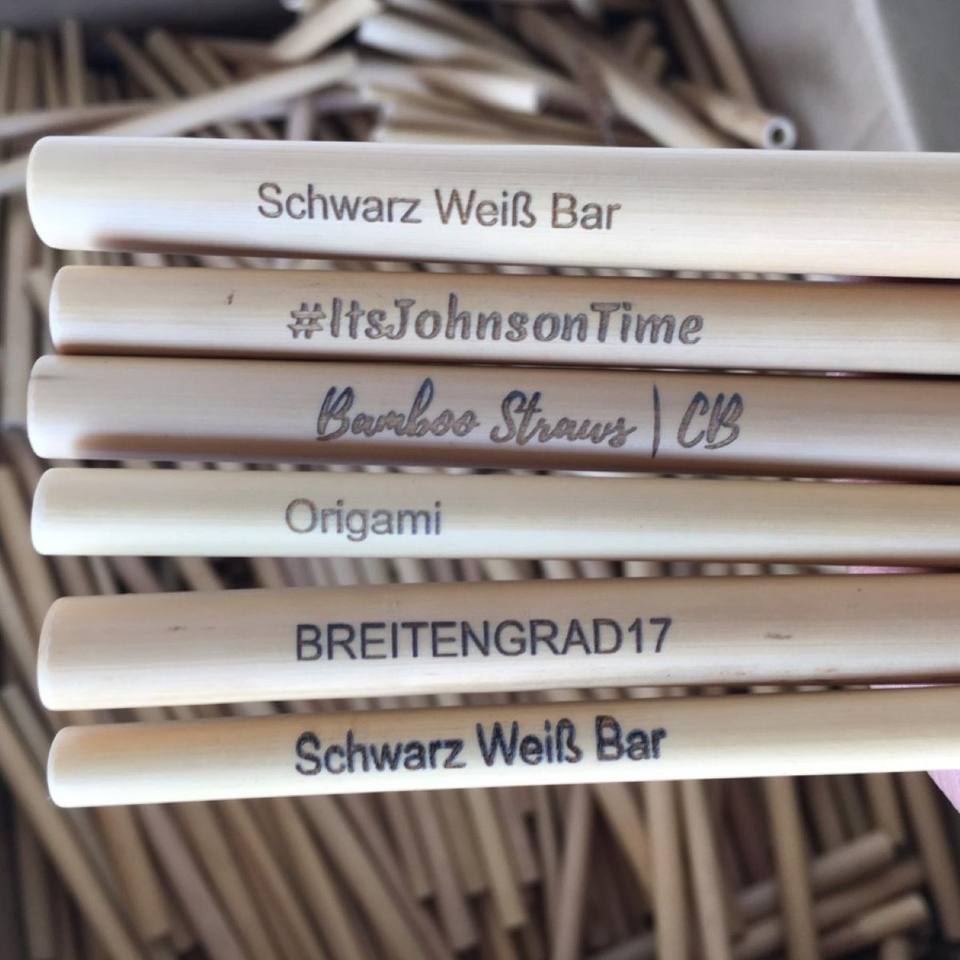 Schwarz Weiß Bar
#ItsJohnsonTime
Bamboo Straws | CB
Origami
BREITENGRAD17
Schwarz Weiß Bar